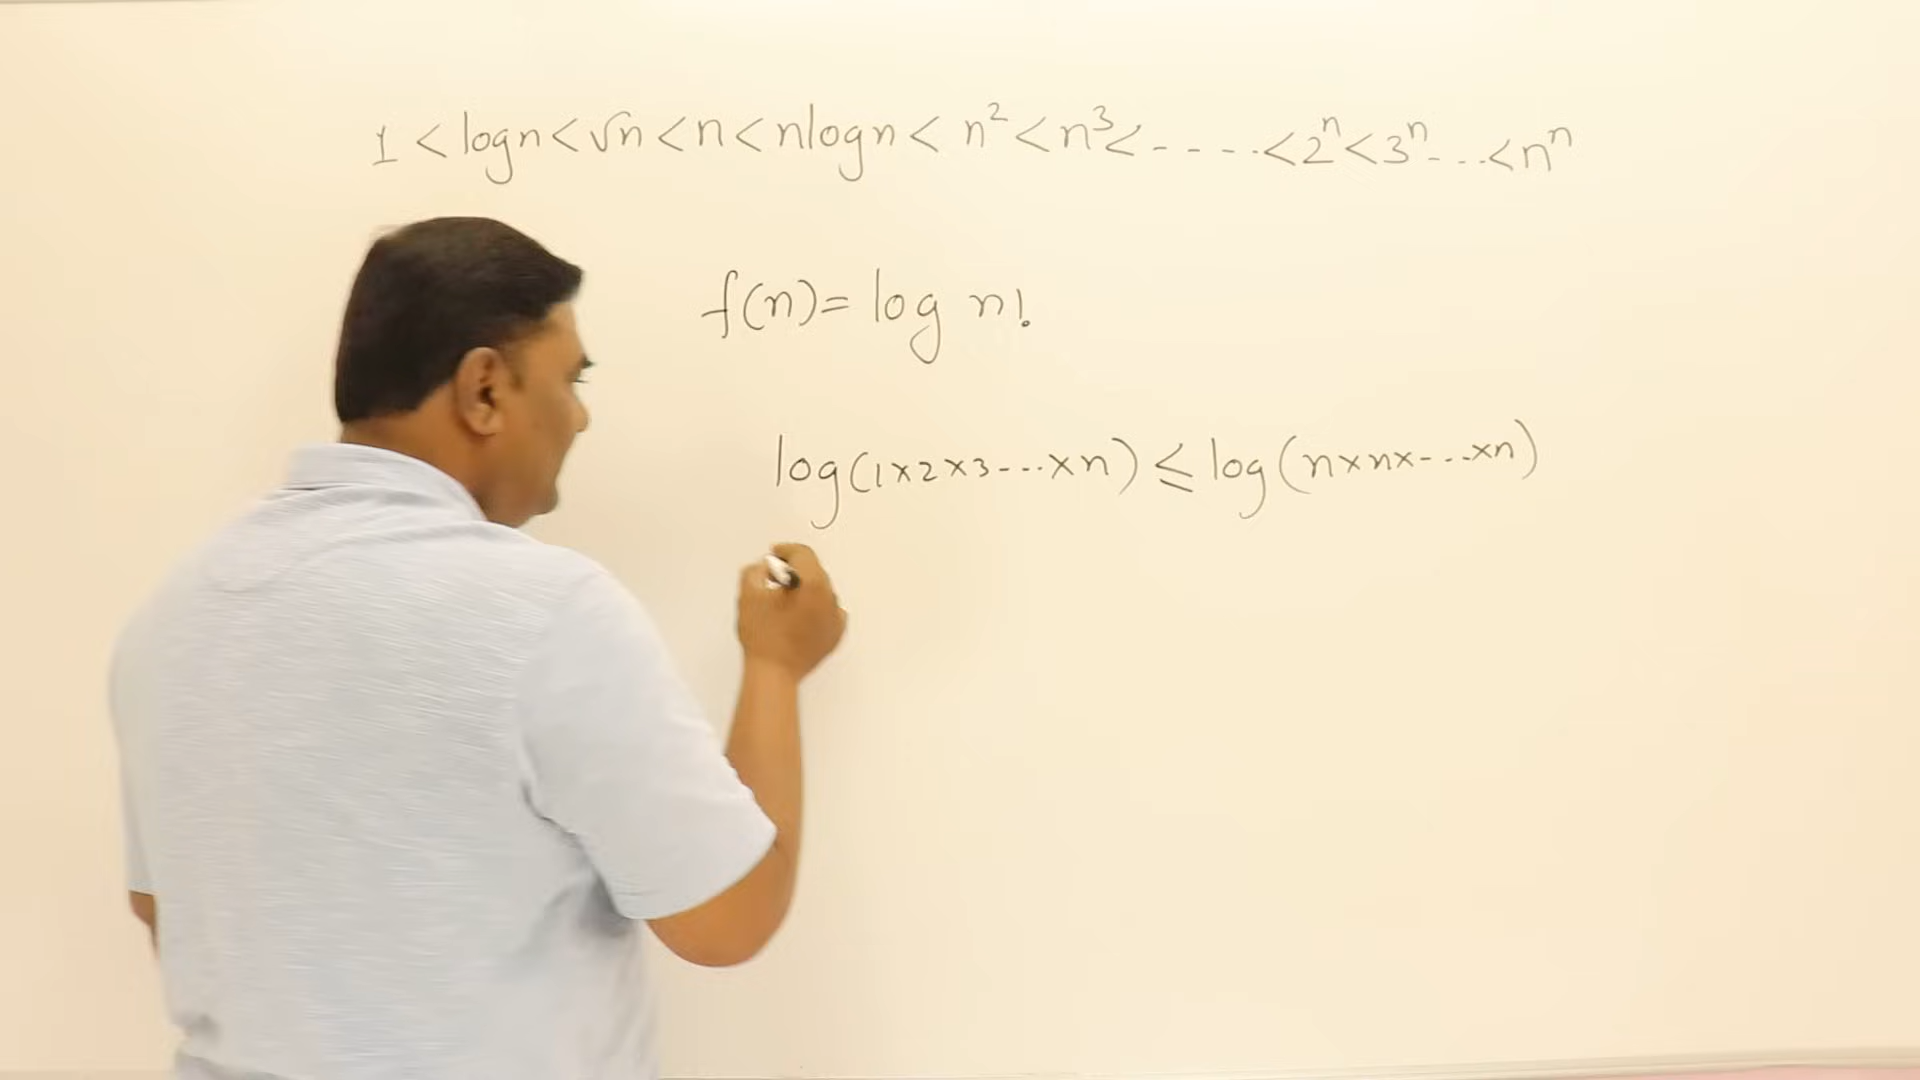 1 < logn < √n < n < nlogn < n² < n³ < - - - - < 2ⁿ < 3ⁿ - - - < nⁿ
f(n) = log n!
log(1×2×3---×n) ≤ log(n×n×---×n)